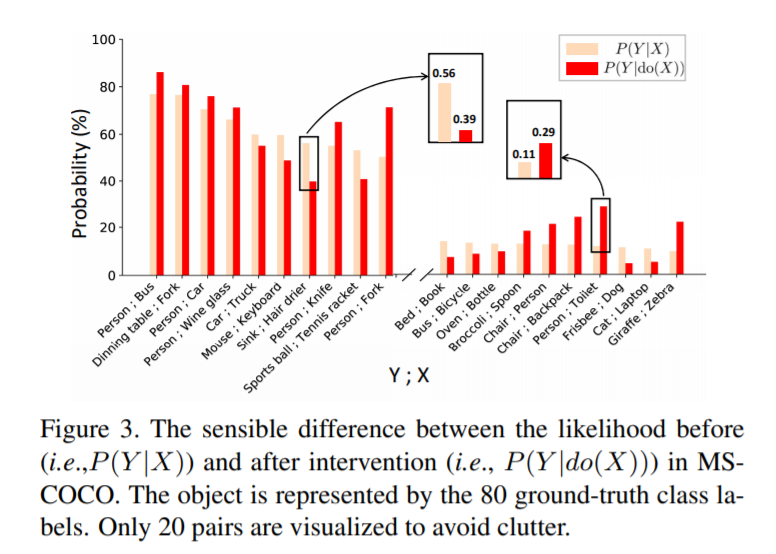 100
80
60
40
20
0
Probability (%)
P(Y|X)
P(Y|do(X))
0.56
0.39
0.11
0.29
Person ; Bus
Dinning table ; Fork
Person ; Car
Person ; Wine glass
Car ; Truck
Mouse ; Keyboard
Sink ; Hair drier
Person ; Knife
Sports ball ; Tennis racket
Person ; Fork
Bed ; Book
Bus ; Bicycle
Oven ; Bottle
Broccoli ; Spoon
Chair ; Person
Chair ; Backpack
Person ; Toilet
Frisbee ; Dog
Cat ; Laptop
Giraffe ; Zebra
Y ; X
Figure 3. The sensible difference between the likelihood before
(i.e.,P(Y|X)) and after intervention (i.e., P(Y|do(X))) in MS-
COCO. The object is represented by the 80 ground-truth class la-
bels. Only 20 pairs are visualized to avoid clutter.